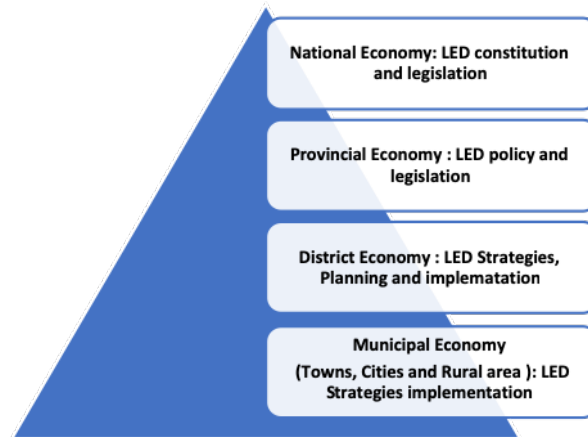 National Economy: LED constitution
and legislation
Provincial Economy : LED policy and
legislation
District Economy : LED Strategies,
Planning and implematation
Municipal Economy
(Towns, Cities and Rural area ): LED
Strategies implementation